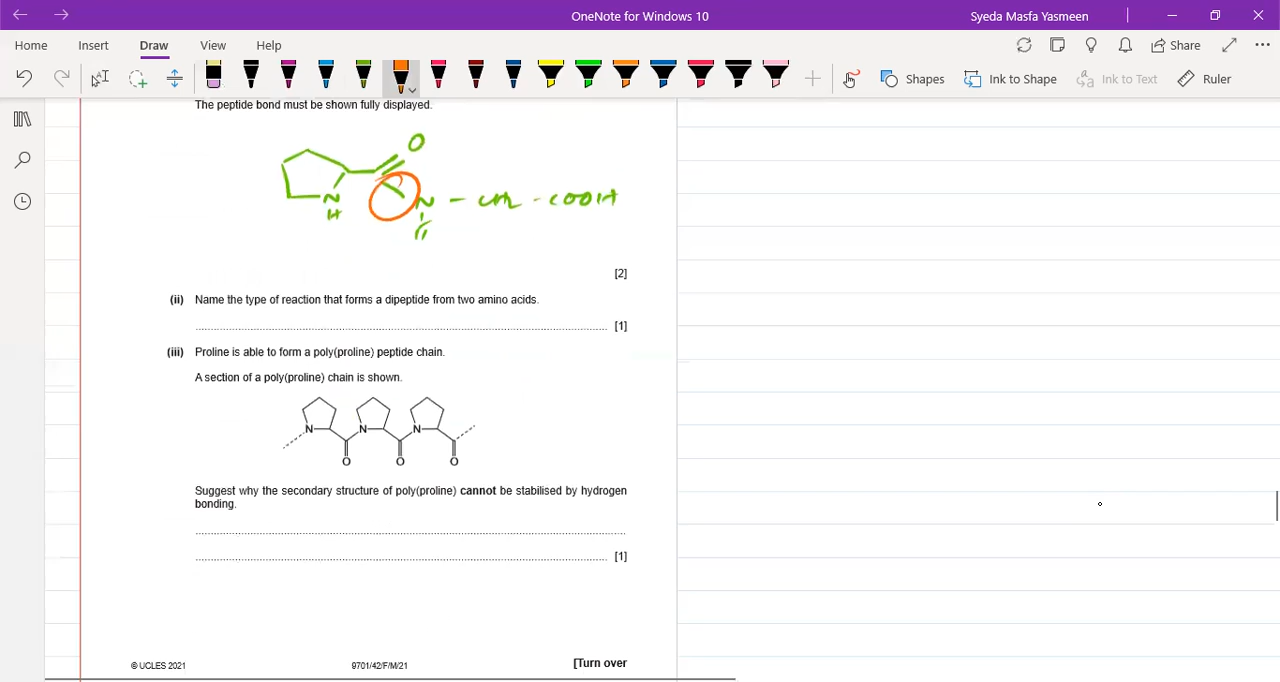 OneNote for Windows 10
Syeda Masfa Yasmeen
Home Insert Draw View Help
Share
Shapes Ink to Shape Ink to Text Ruler
The peptide bond must be shown fully displayed.
O
N - CH2 - COOH
N
H
H
[2]
(ii) Name the type of reaction that forms a dipeptide from two amino acids.
[1]
(iii) Proline is able to form a poly(proline) peptide chain.
A section of a poly(proline) chain is shown.
N N N
O O O
Suggest why the secondary structure of poly(proline) cannot be stabilised by hydrogen
bonding.
[1]
© UCLES 2021 9701/42/F/M/21 [Turn over